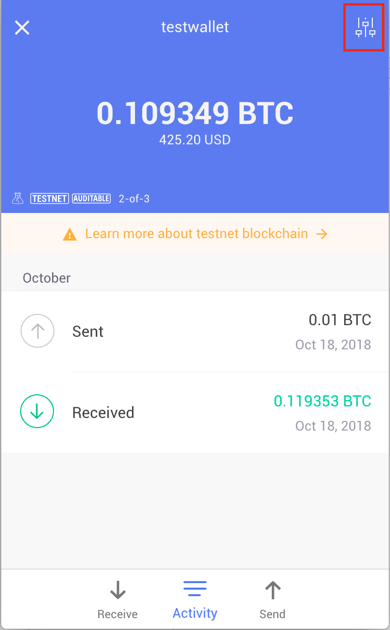 testwallet
0.109349 BTC
425.20 USD
TESTNET AUDITABLE 2-of-3
Learn more about testnet blockchain →
October
Sent 0.01 BTC
Oct 18, 2018
Received 0.119353 BTC
Oct 18, 2018
Receive Activity Send